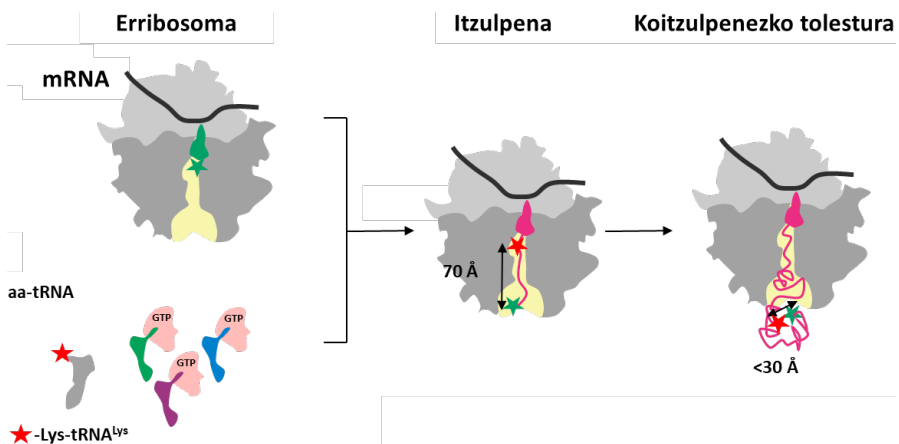 Erribosoma
Itzulpena
Koitzulpenezko tolestura
mRNA
70 Å
<30 Å
aa-tRNA
GTP
GTP
GTP
-Lys-tRNALys